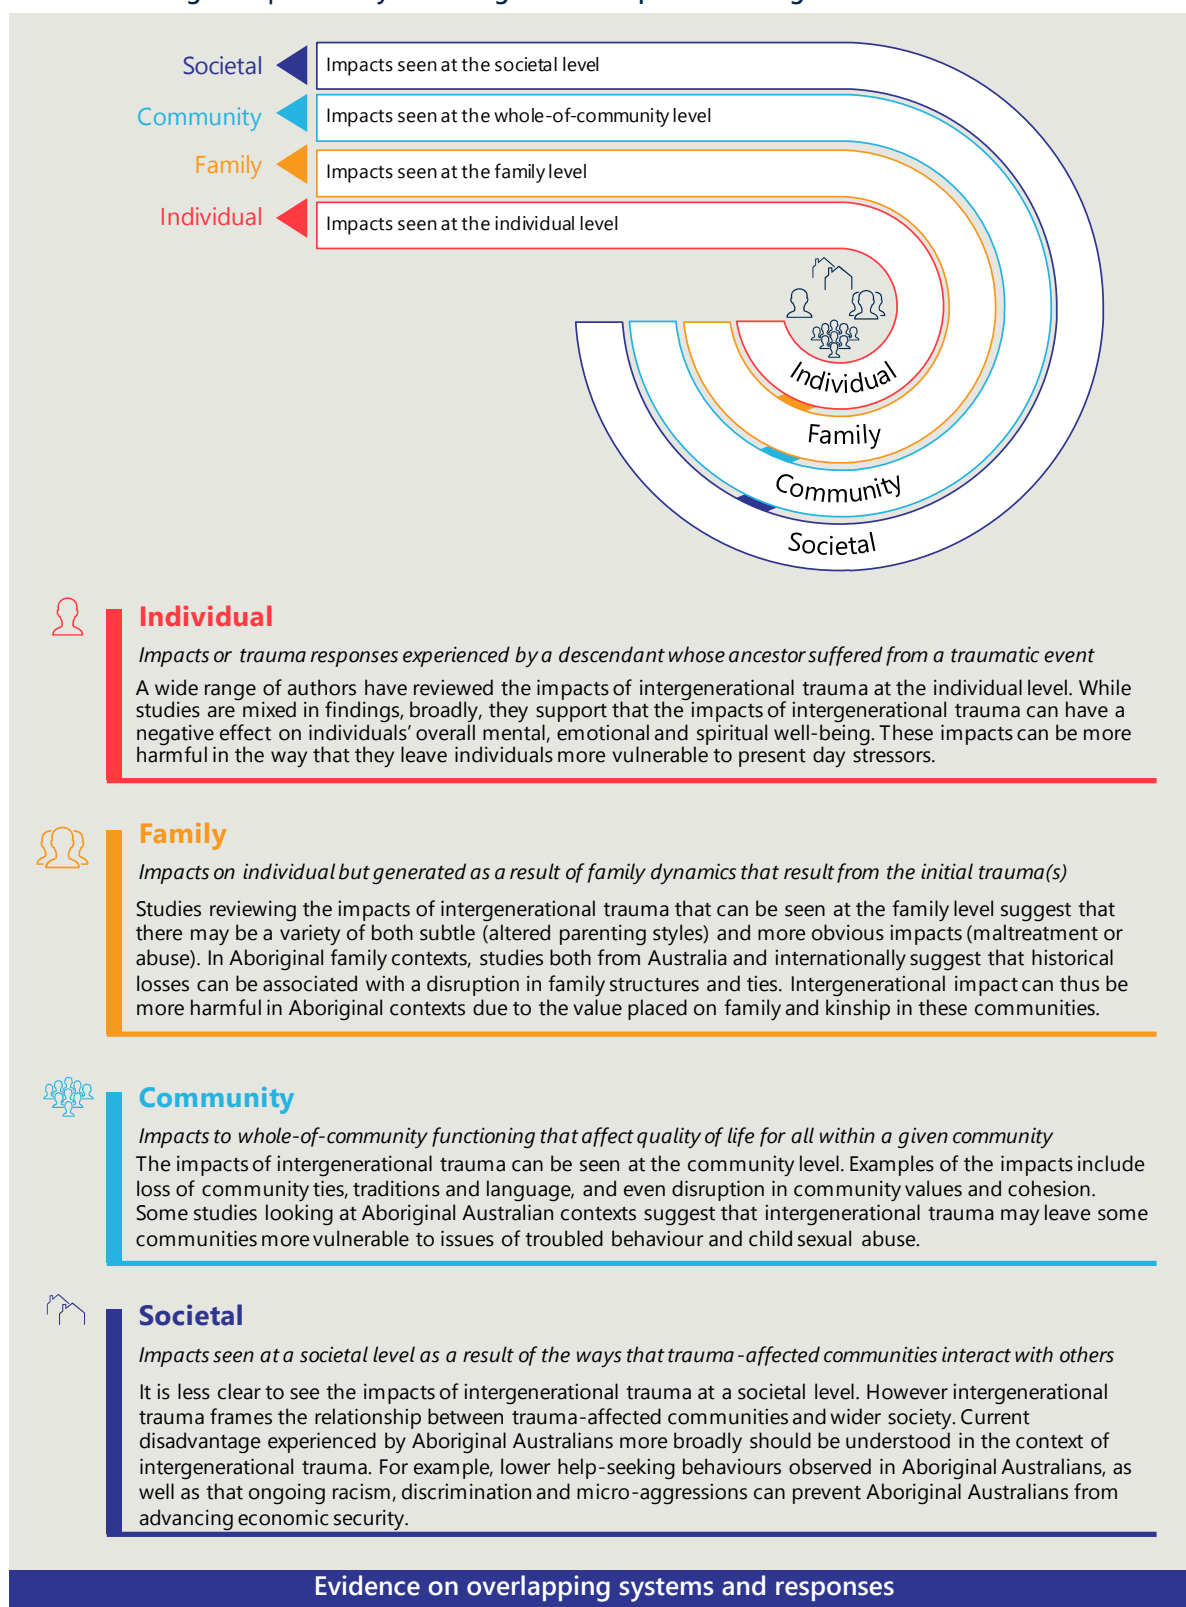 Societal
Impacts seen at the societal level
Community
Impacts seen at the whole-of-community level
Family
Impacts seen at the family level
Individual
Impacts seen at the individual level
Individual
Family
Community
Societal
Individual
Impacts or trauma responses experienced by a descendant whose ancestor suffered from a traumatic event
A wide range of authors have reviewed the impacts of intergenerational trauma at the individual level. While
studies are mixed in findings, broadly, they support that the impacts of intergenerational trauma can have a
negative effect on individuals' overall mental, emotional and spiritual well-being. These impacts can be more
harmful in the way that they leave individuals more vulnerable to present day stressors.
Family
Impacts on individual but generated as a result of family dynamics that result from the initial trauma(s)
Studies reviewing the impacts of intergenerational trauma that can be seen at the family level suggest that
there may be a variety of both subtle (altered parenting styles) and more obvious impacts (maltreatment or
abuse). In Aboriginal family contexts, studies both from Australia and internationally suggest that historical
losses can be associated with a disruption in family structures and ties. Intergenerational impact can thus be
more harmful in Aboriginal contexts due to the value placed on family and kinship in these communities.
Community
Impacts to whole-of-community functioning that affect quality of life for all within a given community
The impacts of intergenerational trauma can be seen at the community level. Examples of the impacts include
loss of community ties, traditions and language, and even disruption in community values and cohesion.
Some studies looking at Aboriginal Australian contexts suggest that intergenerational trauma may leave some
communities more vulnerable to issues of troubled behaviour and child sexual abuse.
Societal
Impacts seen at a societal level as a result of the ways that trauma-affected communities interact with others
It is less clear to see the impacts of intergenerational trauma at a societal level. However intergenerational
trauma frames the relationship between trauma-affected communities and wider society. Current
disadvantage experienced by Aboriginal Australians more broadly should be understood in the context of
intergenerational trauma. For example, lower help-seeking behaviours observed in Aboriginal Australians, as
well as that ongoing racism, discrimination and micro-aggressions can prevent Aboriginal Australians from
advancing economic security.
Evidence on overlapping systems and responses